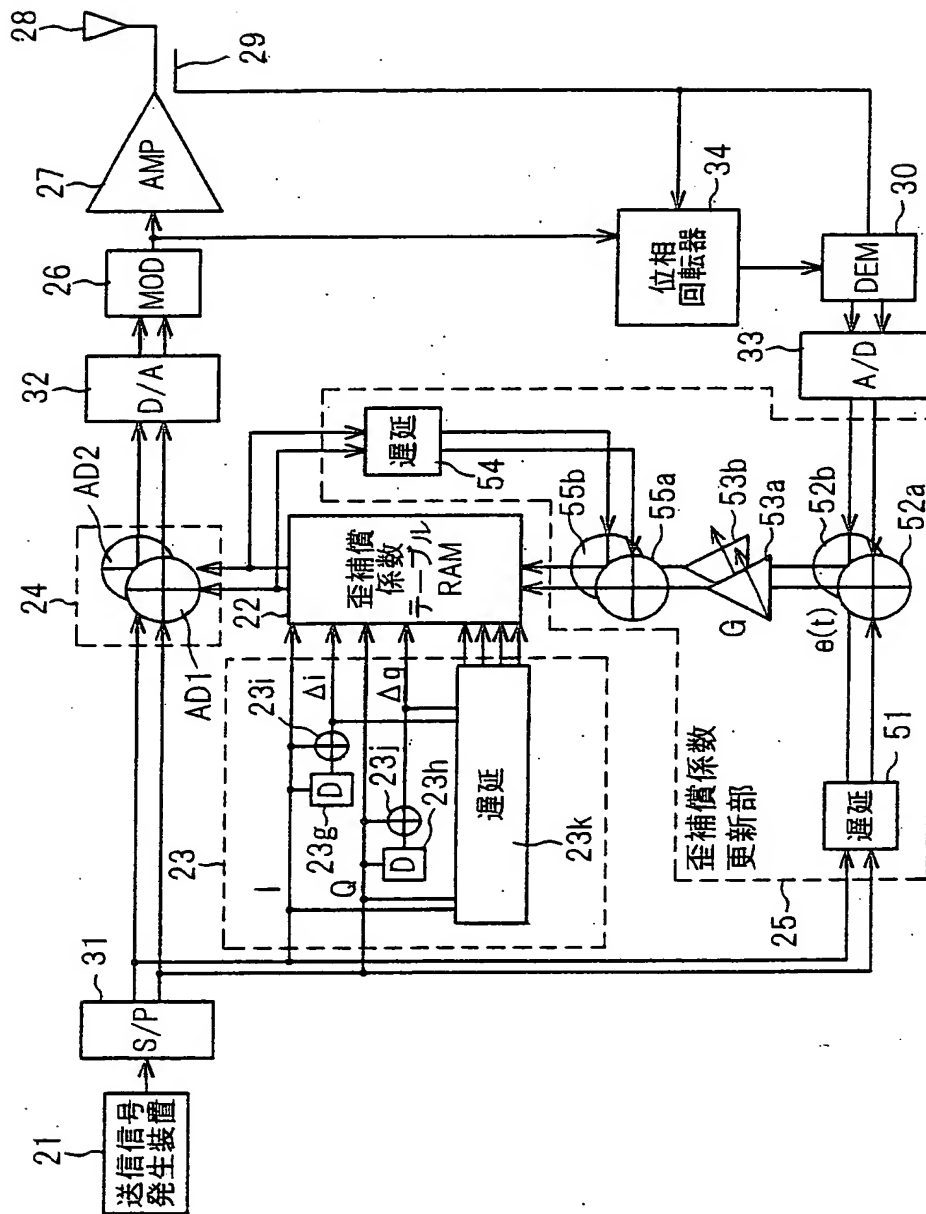 21
送信信号
発生装置
31
S/P
24
AD2
AD1
32
D/A
26
MOD
27
AMP
28
29
23
I
Q
D
23g
23i
Δi
D
23j
23h
Δq
遅延
23k
22
歪補償
係数
テーブル
RAM
遅延
54
位相
回転器
34
55b
55a
53b
53a
G
52b
52a
θ(t)
33
A/D
DEM
30
25
歪補償係数
更新部
遅延
51